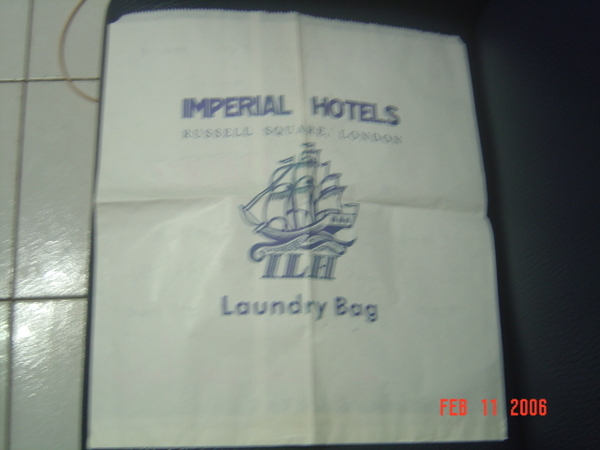 IMPERIAL HOTELS
RUSSELL SQUARE, LONDON
ILH
Laundry Bag
FEB 11 2006